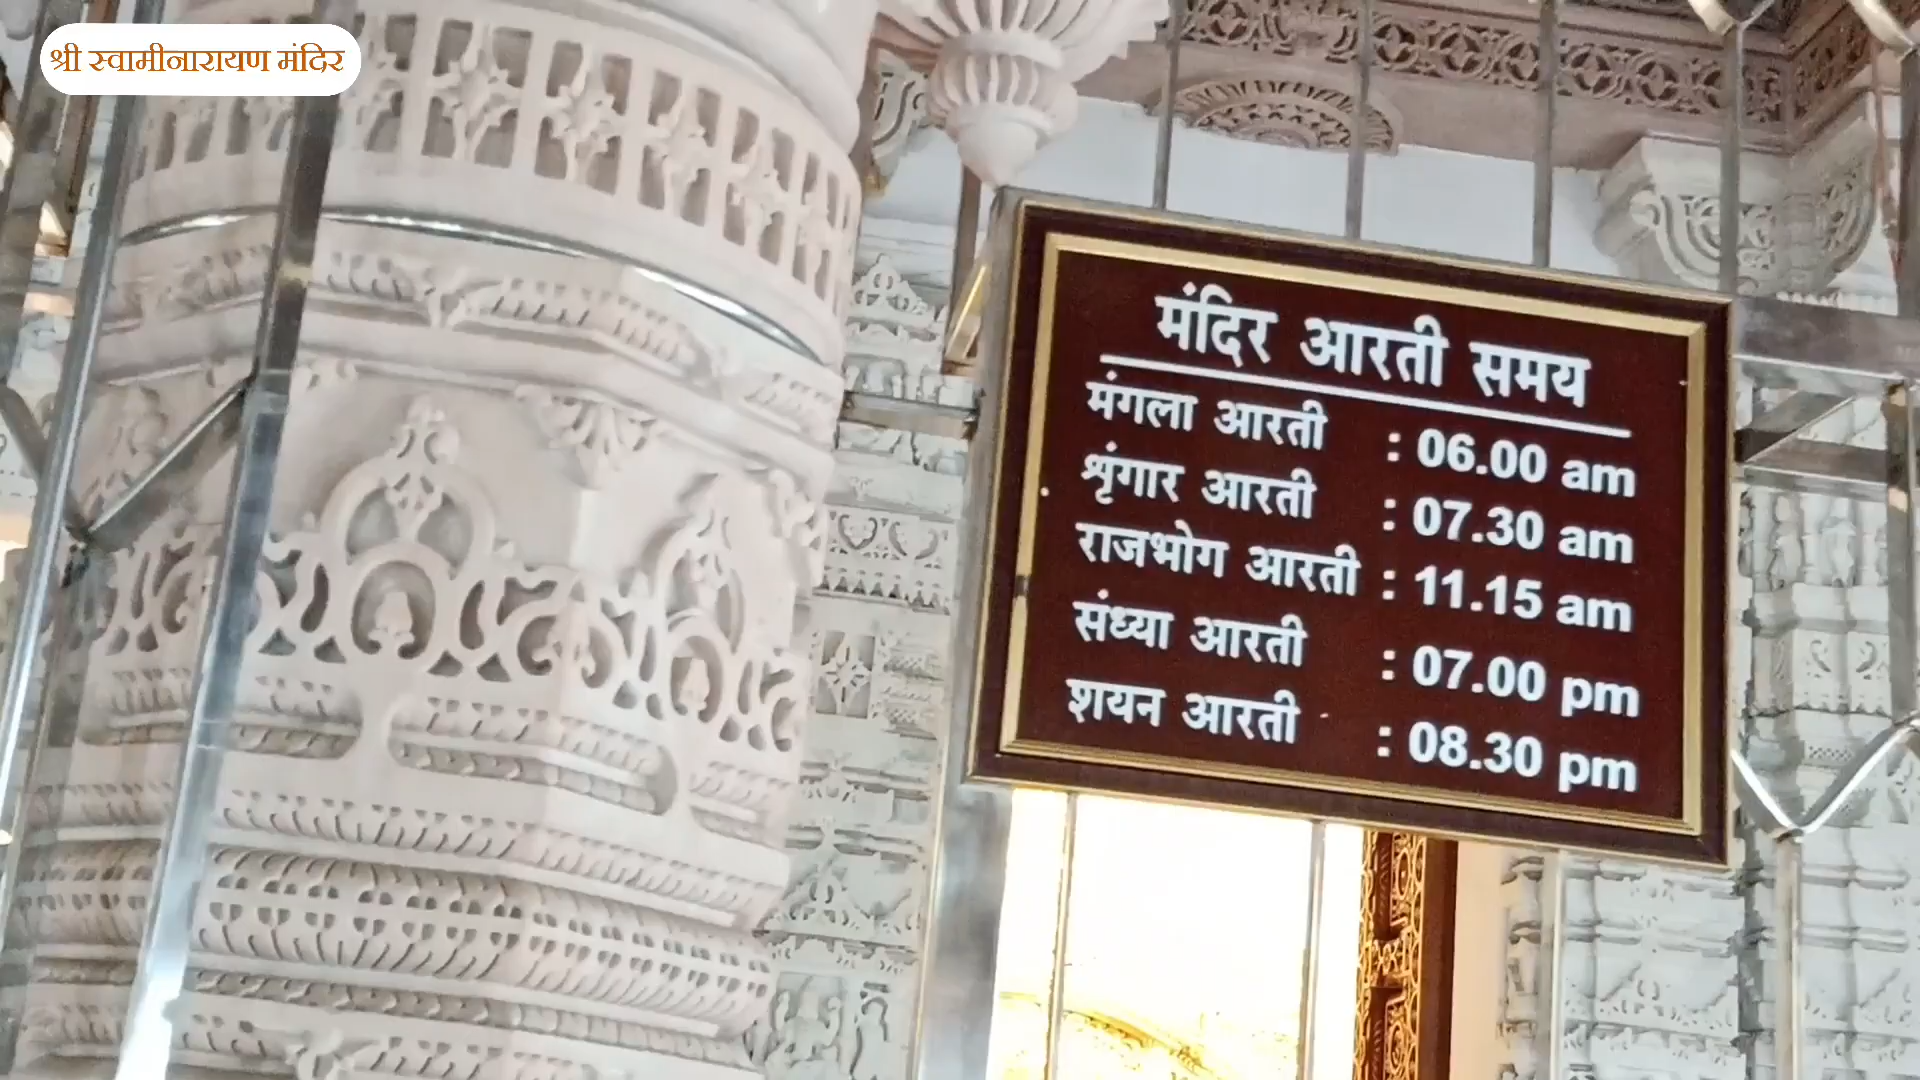 श्री स्वामीनारायण मंदिर
मंदिर आरती समय
मंगला आरती : 06.00 am
श्रृंगार आरती : 07.30 am
राजभोग आरती : 11.15 am
संध्या आरती : 07.00 pm
शयन आरती : 08.30 pm